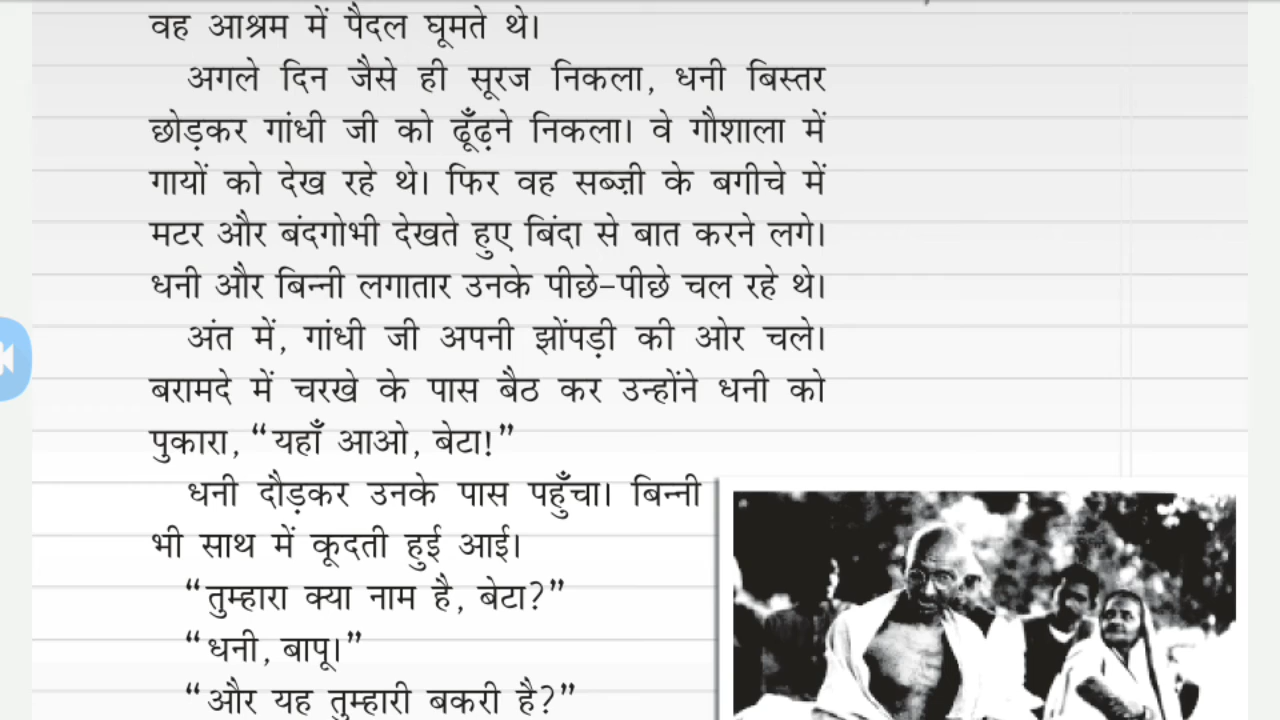 वह आश्रम में पैदल घूमते थे।
अगले दिन जैसे ही सूरज निकला, धनी बिस्तर
छोड़कर गांधी जी को ढूँढ़ने निकला। वे गौशाला में
गायों को देख रहे थे। फिर वह सब्ज़ी के बगीचे में
मटर और बंदगोभी देखते हुए बिंदा से बात करने लगे।
धनी और बिन्नी लगातार उनके पीछे-पीछे चल रहे थे।
अंत में, गांधी जी अपनी झोंपड़ी की ओर चले।
बरामदे में चरखे के पास बैठ कर उन्होंने धनी को
पुकारा, “यहाँ आओ, बेटा!”
धनी दौड़कर उनके पास पहुँचा। बिन्नी
भी साथ में कूदती हुई आई।
“तुम्हारा क्या नाम है, बेटा?”
“धनी, बापू।”
“और यह तुम्हारी बकरी है?”